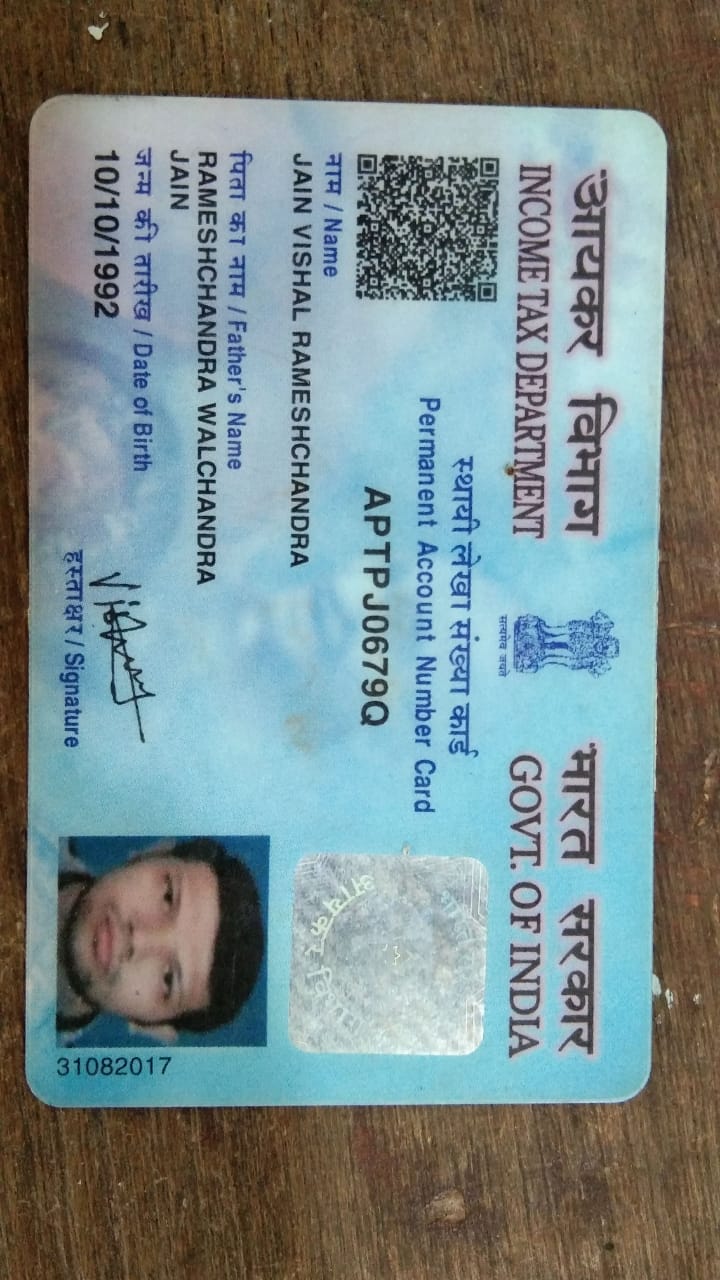 आयकर विभाग
INCOME TAX DEPARTMENT
सत्यमेव जयते
भारत सरकार
GOVT. OF INDIA
स्थायी लेखा संख्या कार्ड
Permanent Account Number Card
APTPJ0679Q
नाम / Name
JAIN VISHAL RAMESHCHANDRA
पिता का नाम / Father's Name
RAMESHCHANDRA WALCHANDRA
JAIN
जन्म की तारीख / Date of Birth
10/10/1992
हस्ताक्षर / Signature
आयकर विभाग
31082017